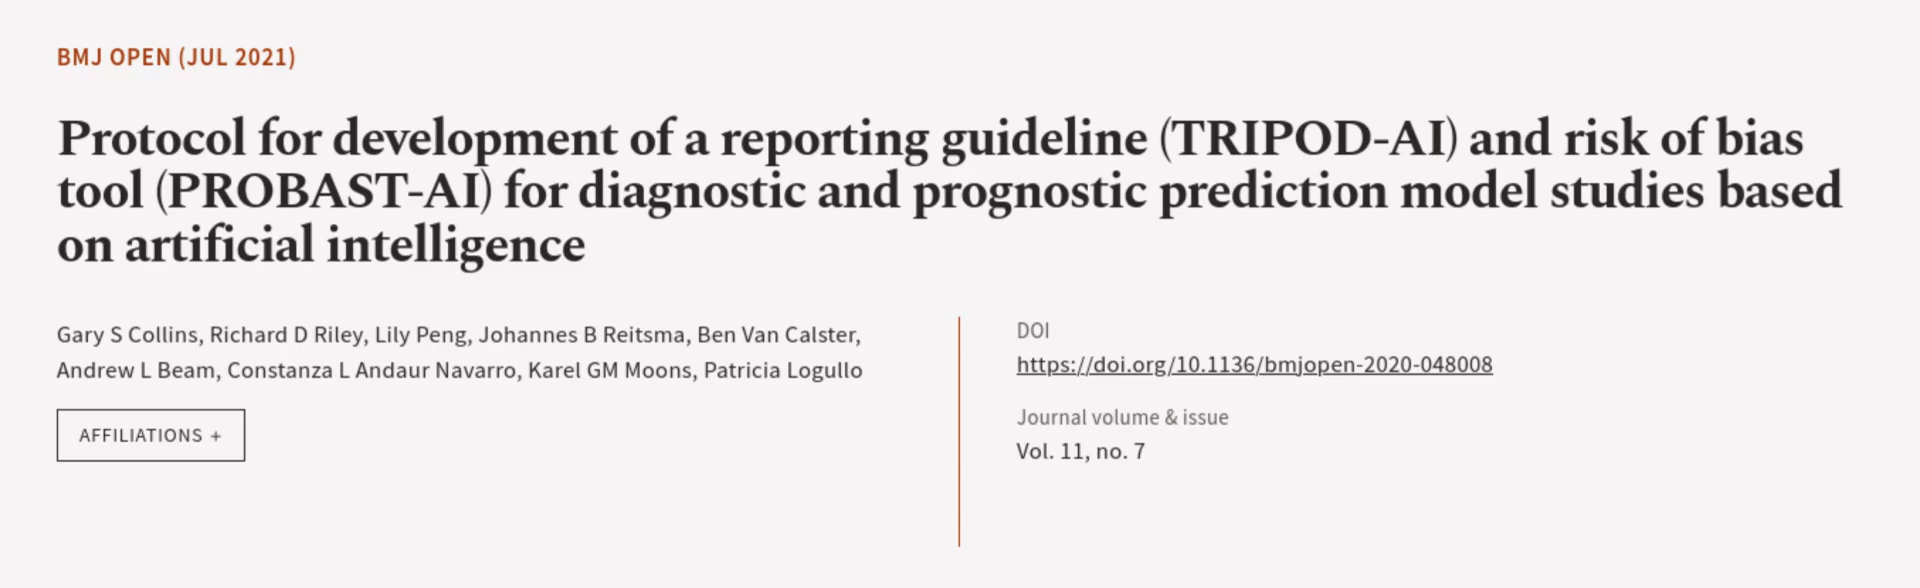 BMJ OPEN (JUL 2021)
Protocol for development of a reporting guideline (TRIPOD-AI) and risk of bias
tool (PROBAST-AI) for diagnostic and prognostic prediction model studies based
on artificial intelligence
Gary S Collins, Richard D Riley, Lily Peng, Johannes B Reitsma, Ben Van Calster,
Andrew L Beam, Constanza L Andaur Navarro, Karel GM Moons, Patricia Logullo
AFFILIATIONS +
DOI
https://doi.org/10.1136/bmjopen-2020-048008
Journal volume & issue
Vol. 11, no. 7